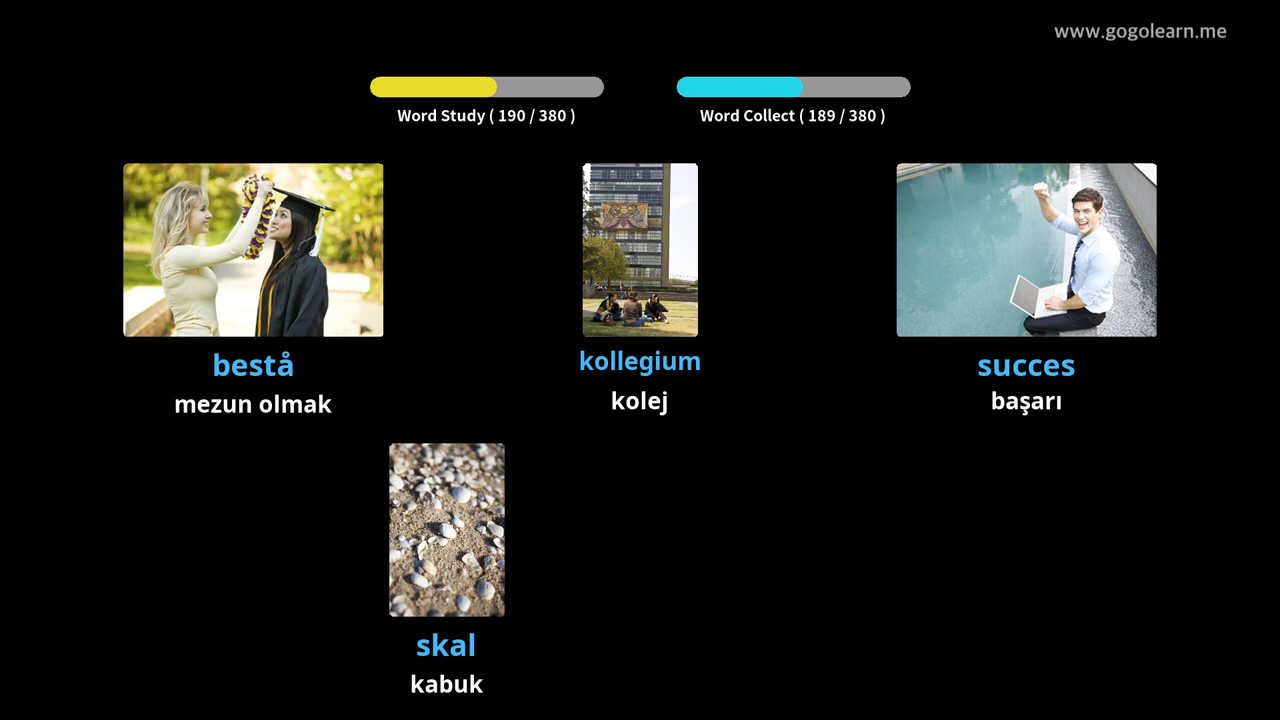 www.gogolearn.me
Word Study ( 190 / 380 )
Word Collect ( 189 / 380 )
bestå
kollegium
succes
mezun olmak
kolej
başarı
skal
kabuk